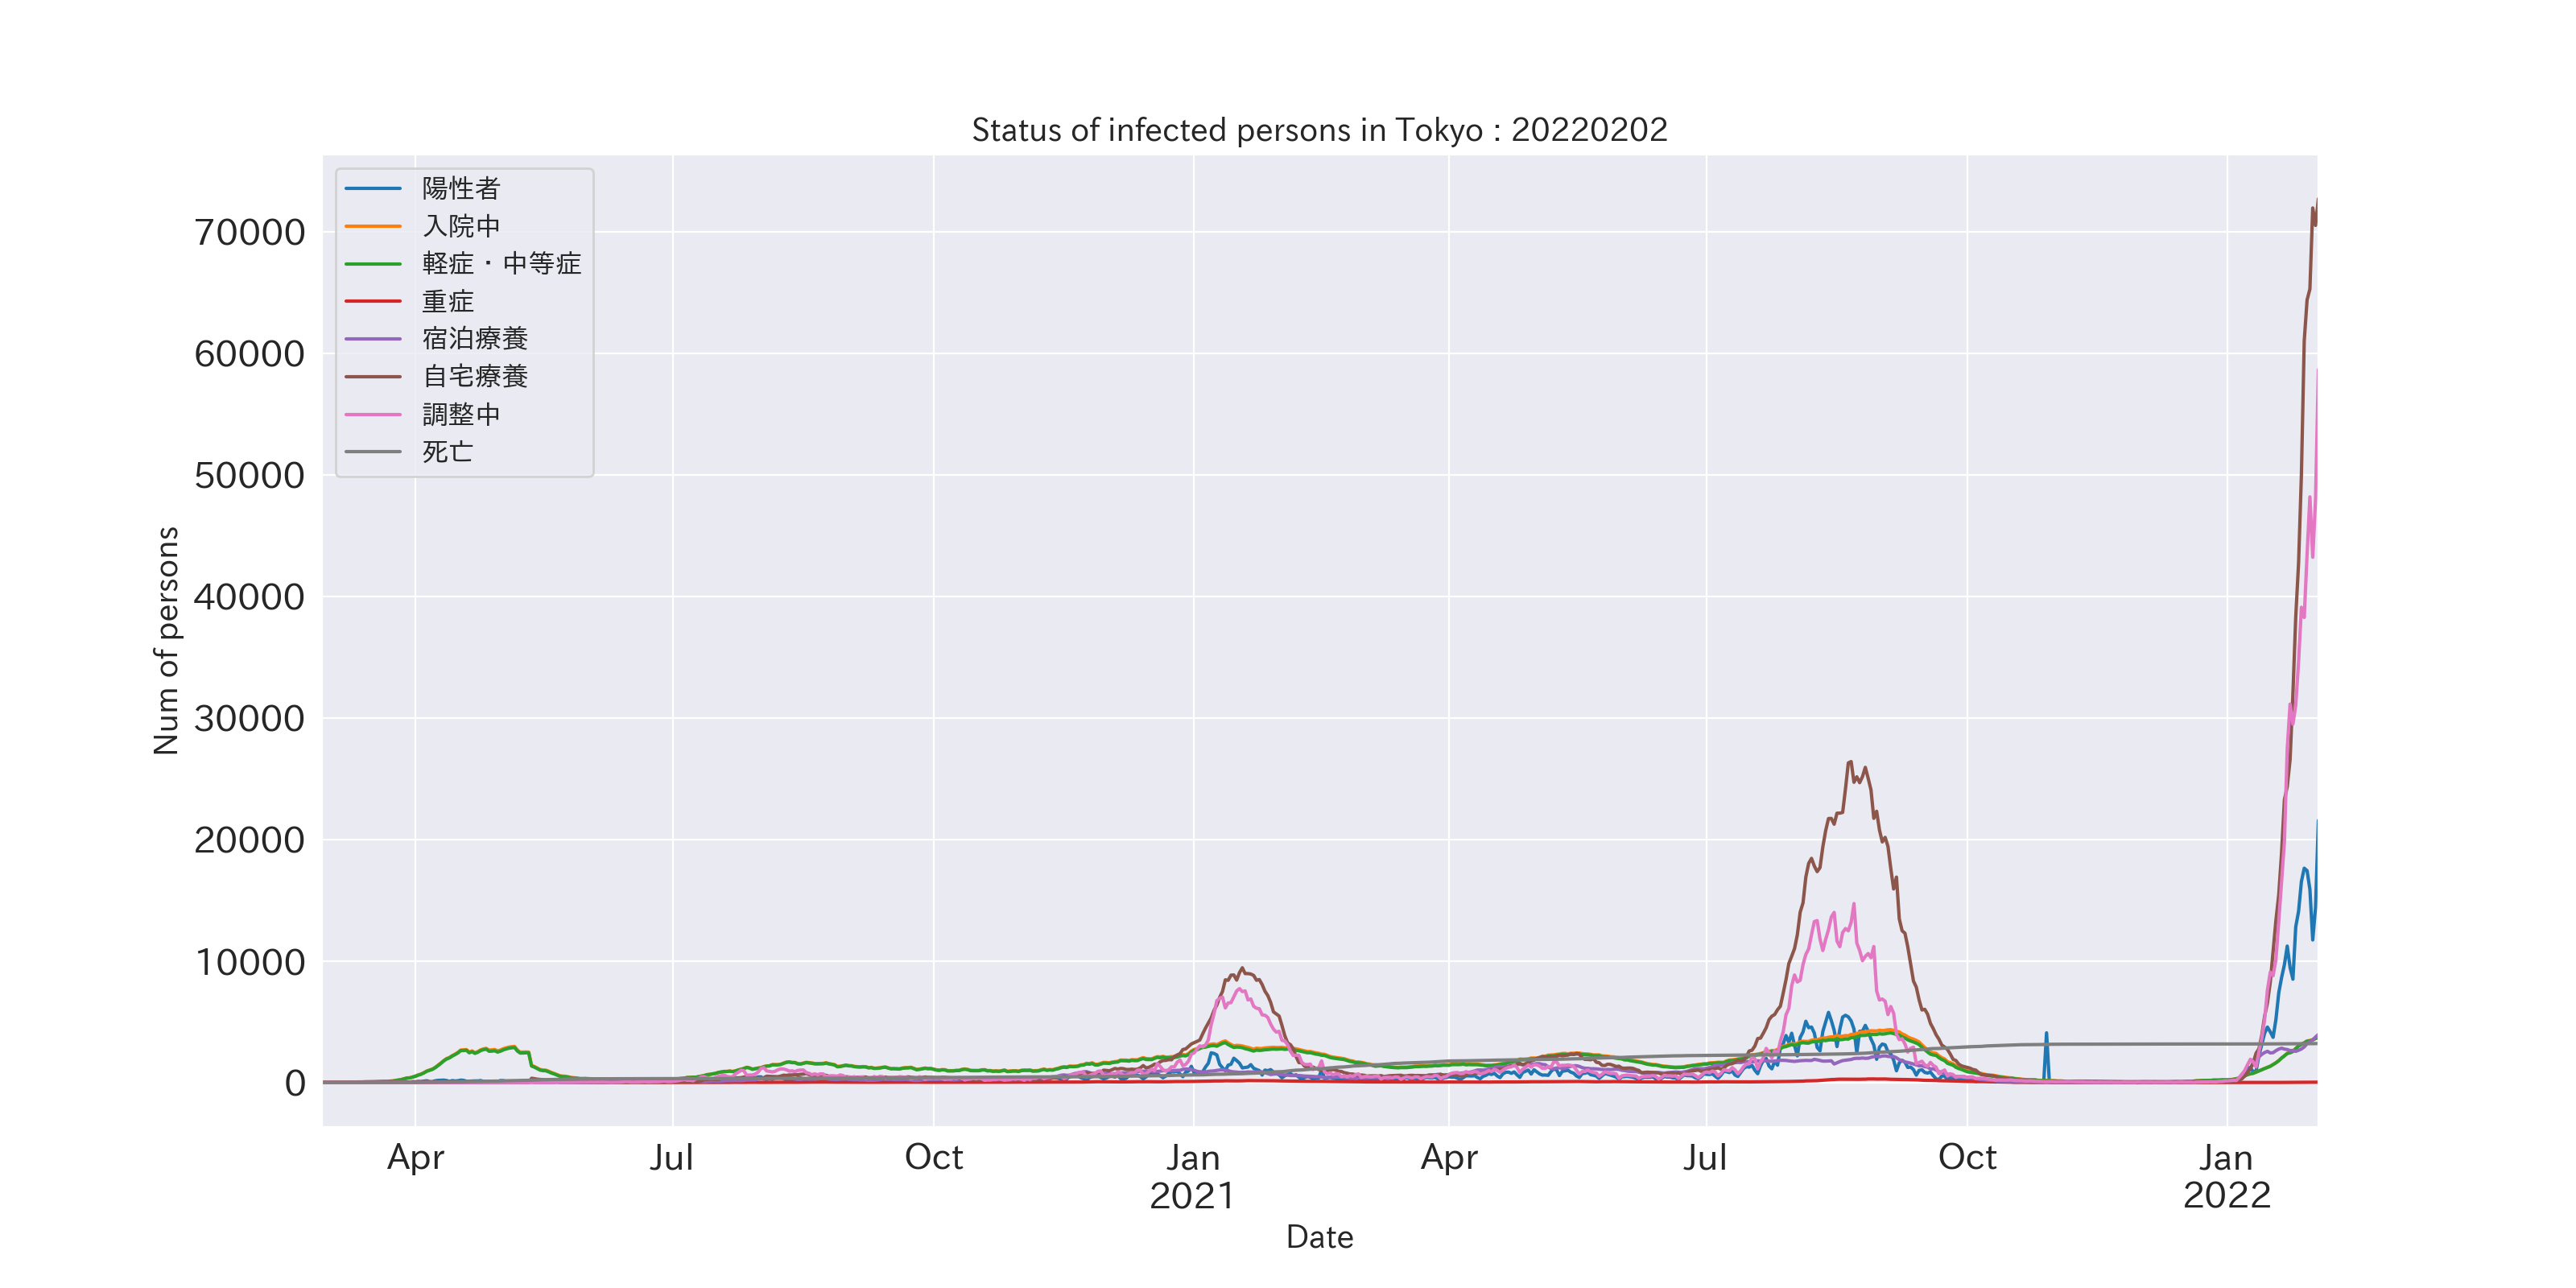 Status of infected persons in Tokyo : 20220202
陽性者
入院中
軽症・中等症
重症
宿泊療養
自宅療養
調整中
死亡
Num of persons
70000
60000
50000
40000
30000
20000
10000
0
Apr Jul Oct Jan Apr Jul Oct Jan
2021 2022
Date